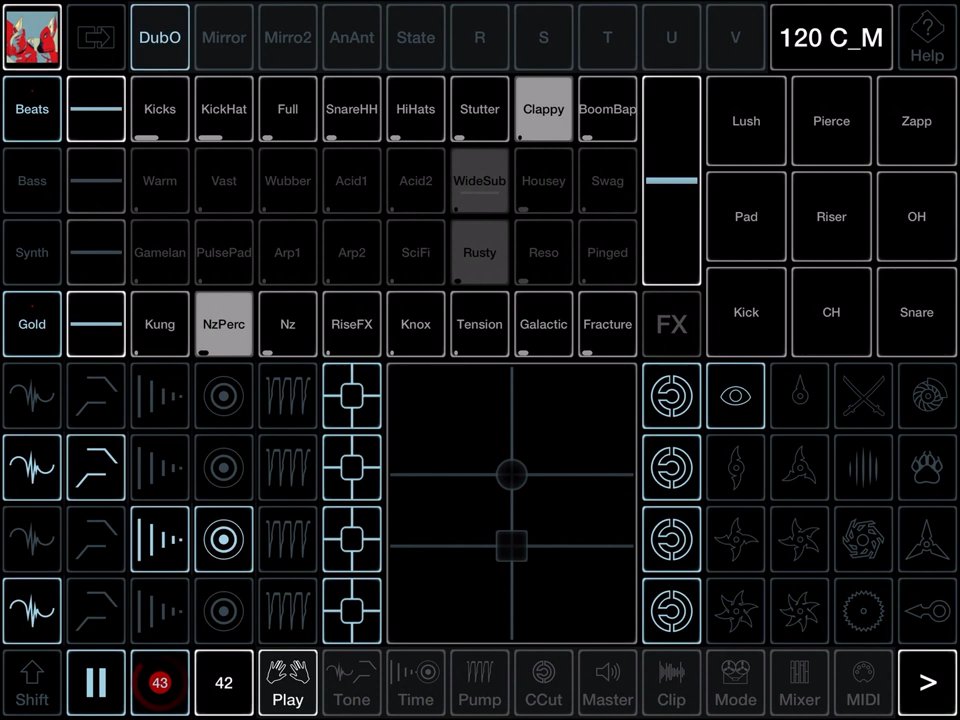 DubO Mirror Mirro2 AnAnt State R S T U V 120 C_M ? Help
Beats Kicks KickHat Full SnareHH HiHats Stutter Clappy BoomBap Lush Pierce Zapp
Bass Warm Vast Wubber Acid1 Acid2 WideSub Housey Swag
Pad Riser OH
Synth Gamelan PulsePad Arp1 Arp2 SciFi Rusty Reso Pinged
Kick CH Snare
Gold Kung NzPerc Nz RiseFX Knox Tension Galactic Fracture FX
Shift 43 42 Play Tone Time Pump CCut Master Clip Mode Mixer MIDI >